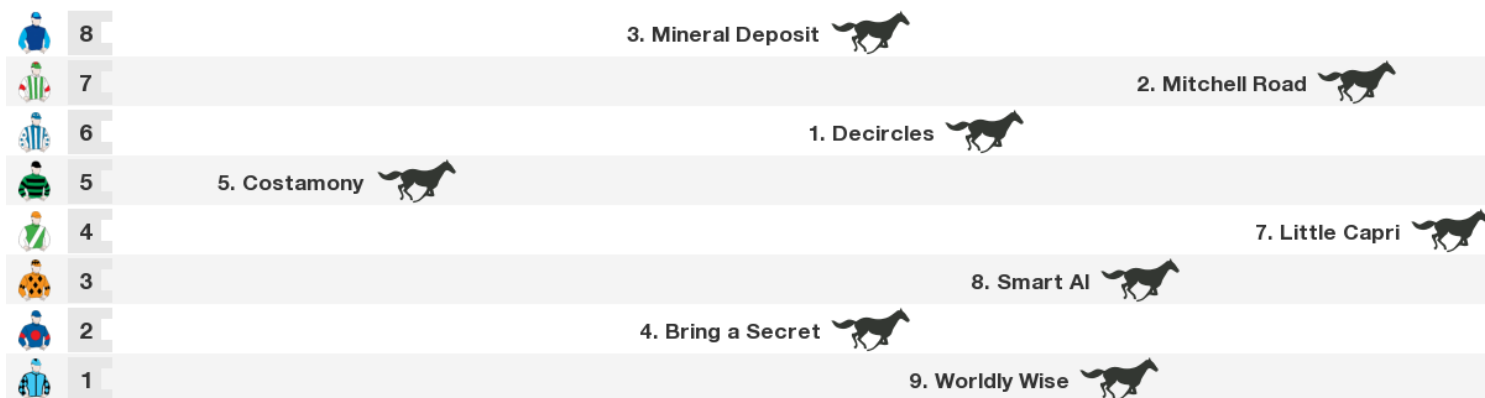 8 3. Mineral Deposit
7 2. Mitchell Road
6 1. Decircles
5 5. Costamony
4 7. Little Capri
3 8. Smart Al
2 4. Bring a Secret
1 9. Worldly Wise